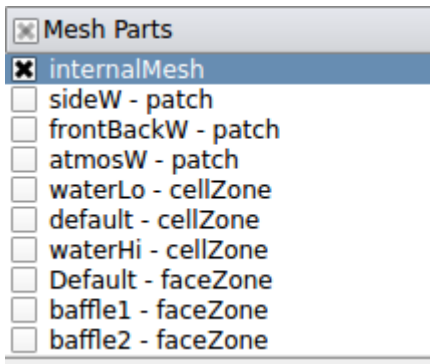 Mesh Parts
internalMesh
sideW - patch
frontBackW - patch
atmosW - patch
waterLo - cellZone
default - cellZone
waterHi - cellZone
Default - faceZone
baffle1 - faceZone
baffle2 - faceZone